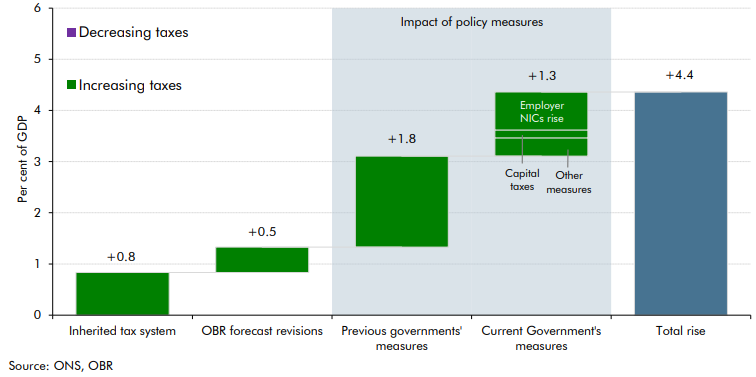 6
Impact of policy measures
Decreasing taxes
5
Increasing taxes
+1.3
+4.4
4
Employer
NICs rise
+1.8
3
Capital
taxes
Other
measures
Per cent of GDP
2
+0.5
+0.8
1
0
Inherited tax system
OBR forecast revisions
Previous governments'
measures
Current Government's
measures
Total rise
Source: ONS, OBR